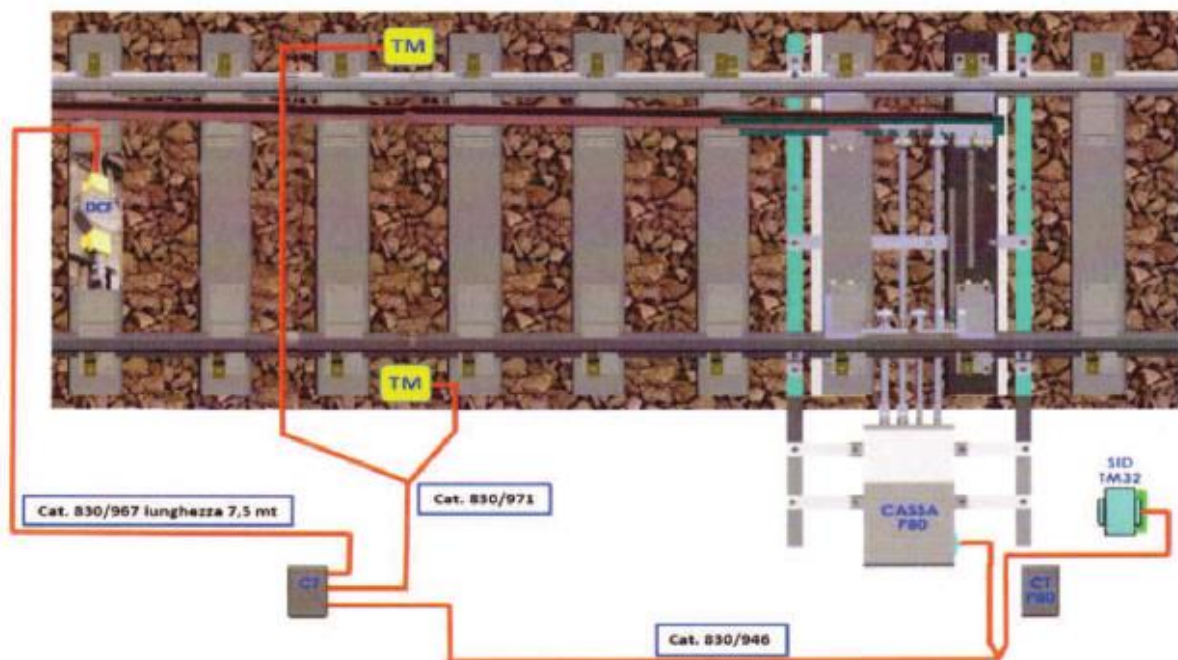 TM
DCF
TM
SID
TM32
Cat. 830/967 lunghezza 7,5 mt
Cat. 830/971
CASSA
P80
CT
CT
P80
Cat. 830/946